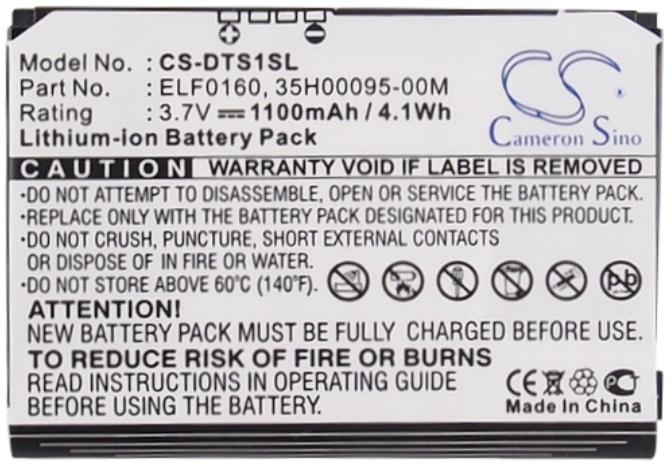 Model No. : CS-DTS1SL
Part No. : ELF0160, 35H00095-00M
Rating : 3.7V 1100mAh / 4.1Wh
Lithium-ion Battery Pack
CS
Cameron Sino
CAUTION WARRANTY VOID IF LABEL IS REMOVED
·DO NOT ATTEMPT TO DISASSEMBLE, OPEN OR SERVICE THE BATTERY PACK.
·REPLACE ONLY WITH THE BATTERY PACK DESIGNATED FOR THIS PRODUCT.
·DO NOT CRUSH, PUNCTURE, SHORT EXTERNAL CONTACTS
OR DISPOSE OF IN FIRE OR WATER.
·DO NOT STORE ABOVE 60°C (140°F).
Pb
ATTENTION!
NEW BATTERY PACK MUST BE FULLY CHARGED BEFORE USE.
TO REDUCE RISK OF FIRE OR BURNS
READ INSTRUCTIONS IN OPERATING GUIDE
BEFORE USING BATTERY PACK.
CE
Made In China